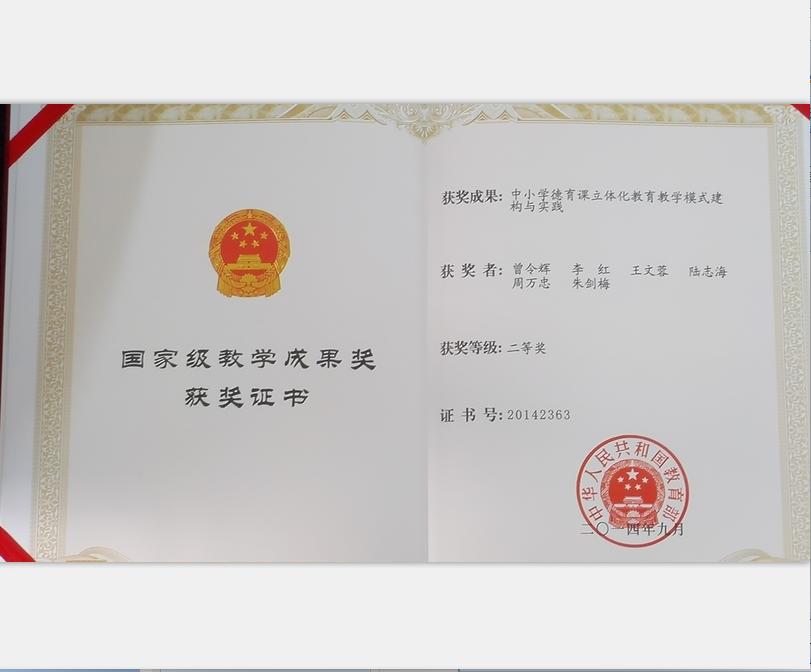 国家级教学成果奖
获奖证书
获奖成果: 中小学德育课立体化教育教学模式建
构与实践
获 奖 者: 曾令辉 李 红 王文蓉 陆志海
周万忠 朱剑梅
获奖等级: 二等奖
证 书 号: 20142363
中华人民共和国教育部
二〇一四年九月